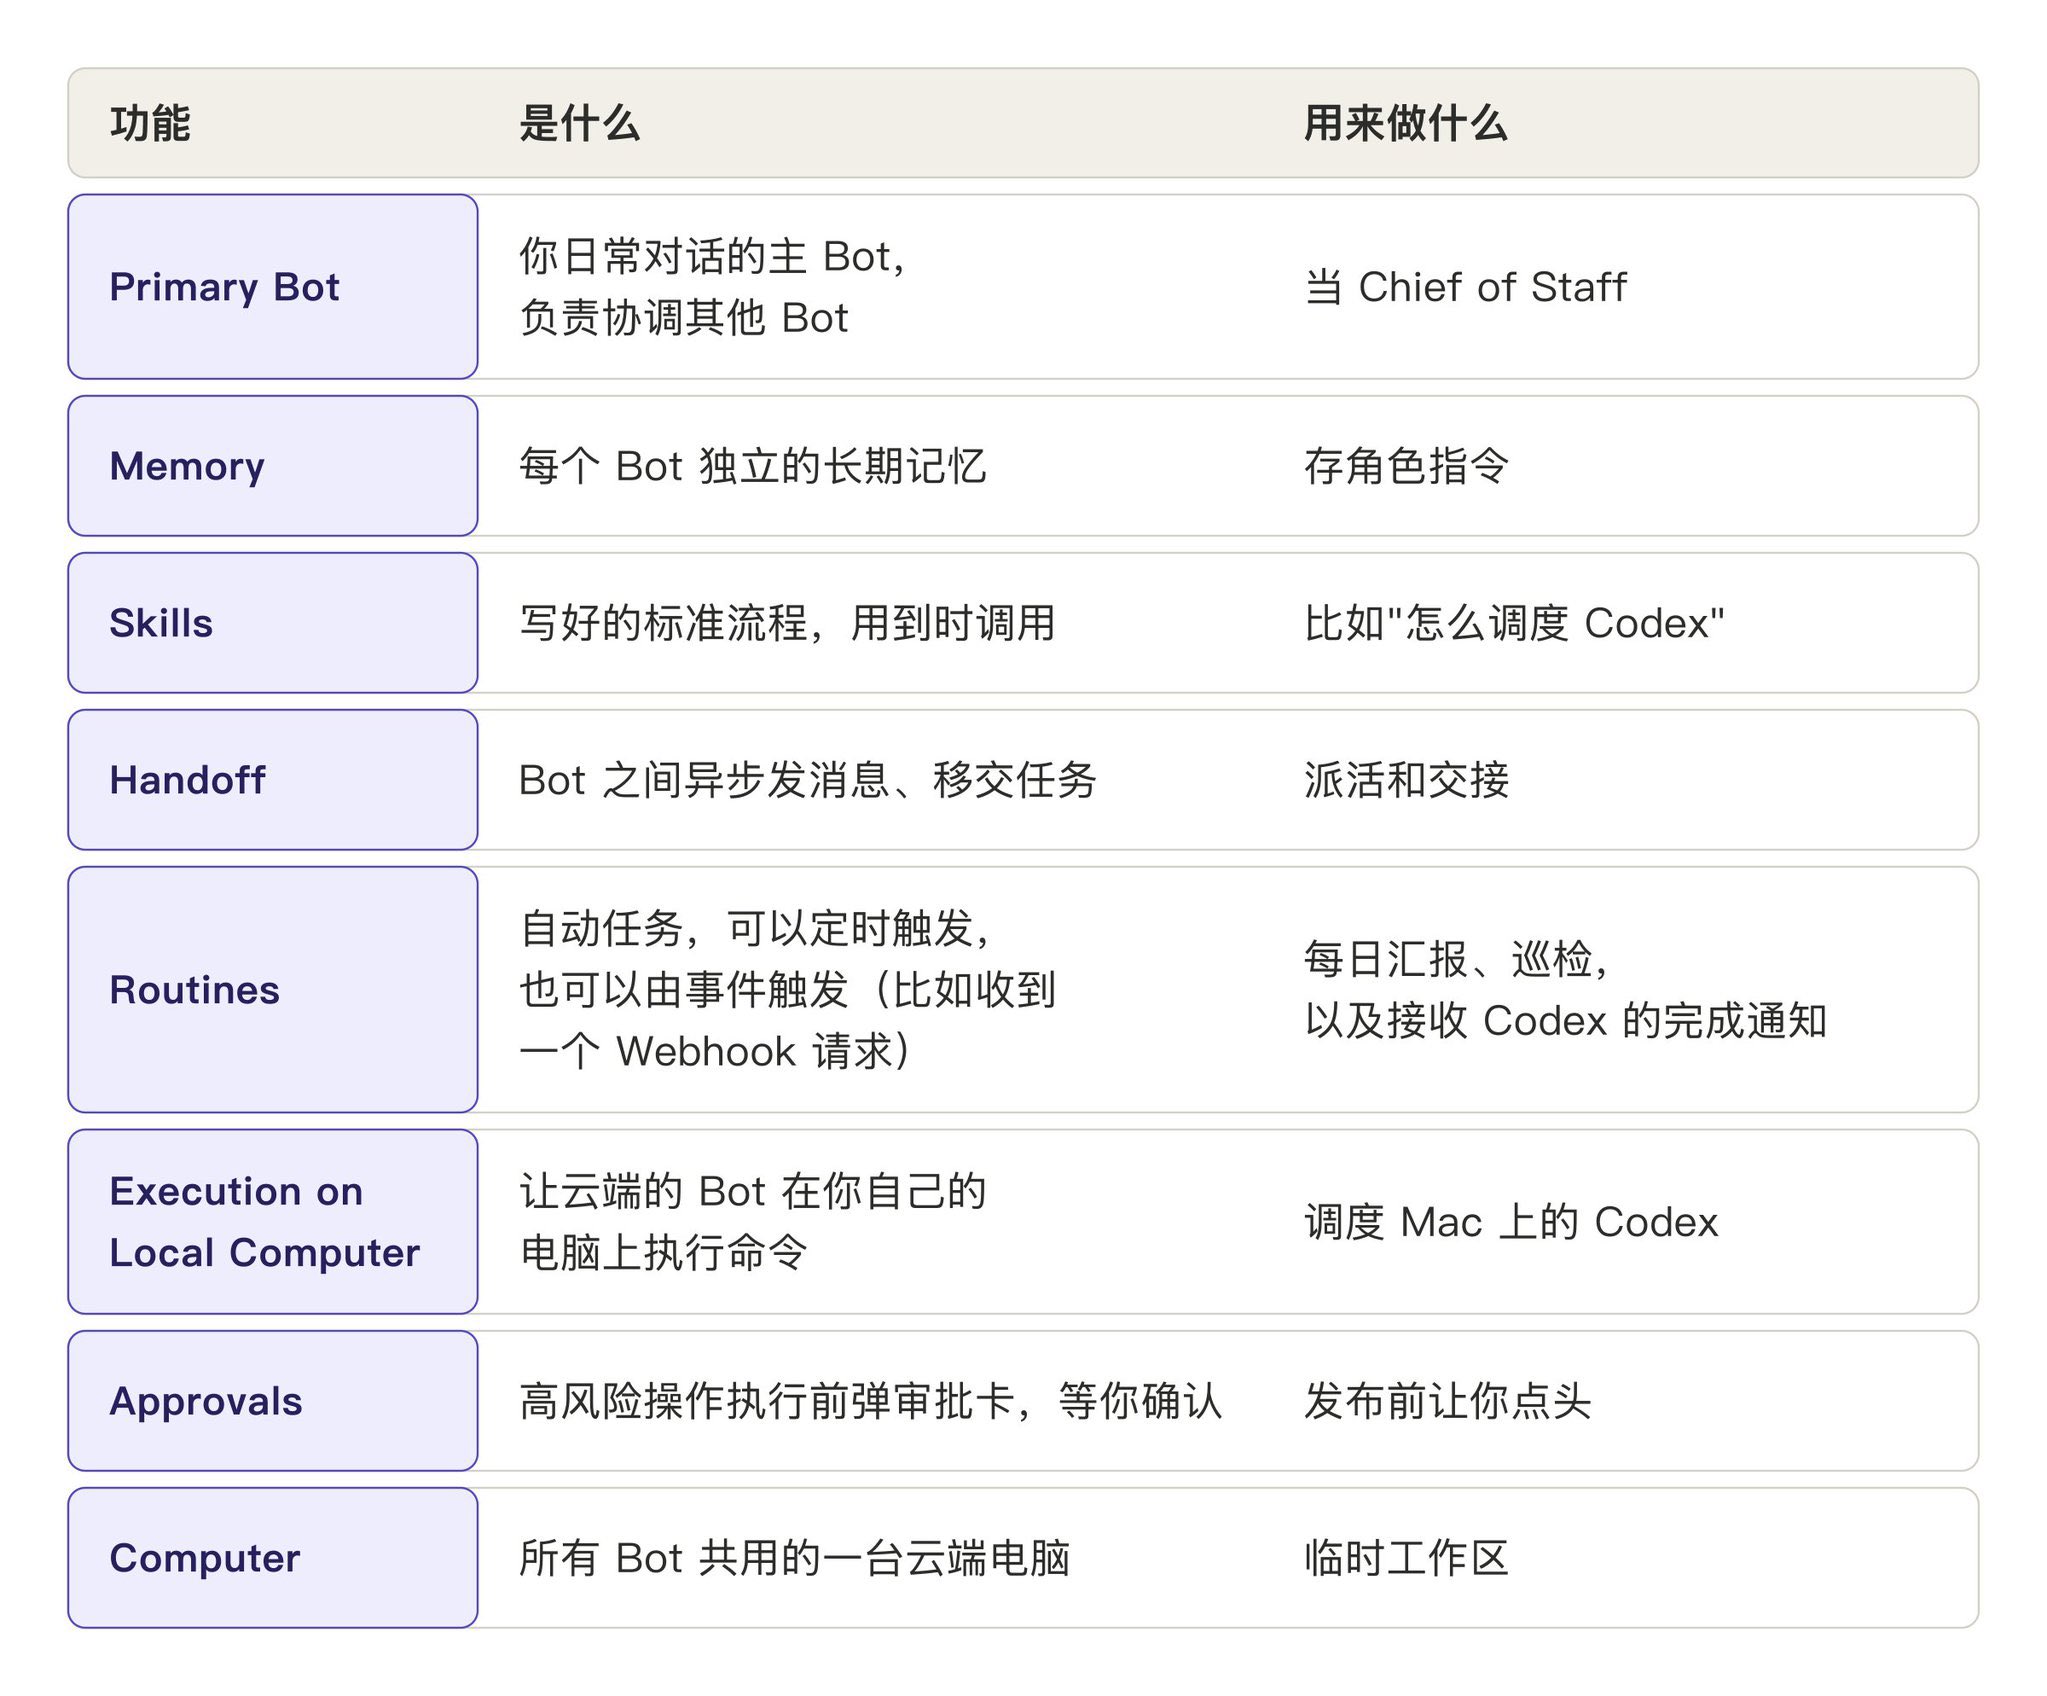 功能
是什么
用来做什么
Primary Bot
你日常对话的主 Bot，
负责协调其他 Bot
当 Chief of Staff
Memory
每个 Bot 独立的长期记忆
存角色指令
Skills
写好的标准流程，用到时调用
比如"怎么调度 Codex"
Handoff
Bot 之间异步发消息、移交任务
派活和交接
Routines
自动任务，可以定时触发，
也可以由事件触发（比如收到
一个 Webhook 请求）
每日汇报、巡检，
以及接收 Codex 的完成通知
Execution on
Local Computer
让云端的 Bot 在你自己的
电脑上执行命令
调度 Mac 上的 Codex
Approvals
高风险操作执行前弹审批卡，等你确认
发布前让你点头
Computer
所有 Bot 共用的一台云端电脑
临时工作区